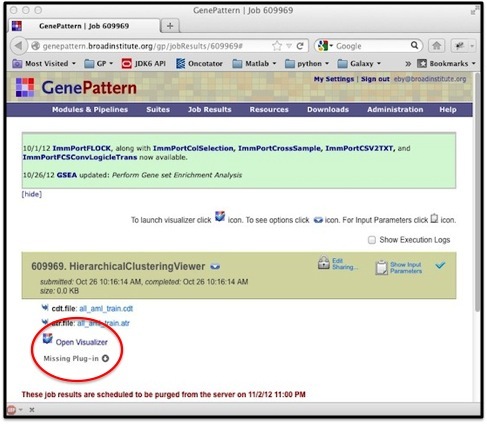 GenePattern | Job 609969
GenePattern | Job 609969
genepattern.broadinstitute.org/gp/jobResults/609969#
Google
Most Visited
GP
JDK6 API
Oncotator
Matlab
python
Galaxy
»
Bookmarks
My Settings | Sign out eby@broadinstitute.org
GenePattern
Modules & Pipelines Suites Job Results Resources Downloads Administration Help
10/1/12 ImmPortFLOCK, along with ImmPortColSelection, ImmPortCrossSample, ImmPortCSV2TXT, and
ImmPortFCSConvLogicleTrans now available.
10/26/12 GSEA updated: Perform Gene set Enrichment Analysis
[hide]
To launch visualizer click icon. To see options click icon. For Input Parameters click icon.
Show Execution Logs
609969. HierarchicalClusteringViewer
Edit
Sharing...
Show Input
Parameters
submitted: Oct 26 10:16:14 AM, completed: Oct 26 10:16:14 AM
size: 0.0 KB
cdt.file: all_aml_train.cdt
atr.file: all_aml_train.atr
Open Visualizer
Missing Plug-in
These job results are scheduled to be purged from the server on 11/2/12 11:00 PM